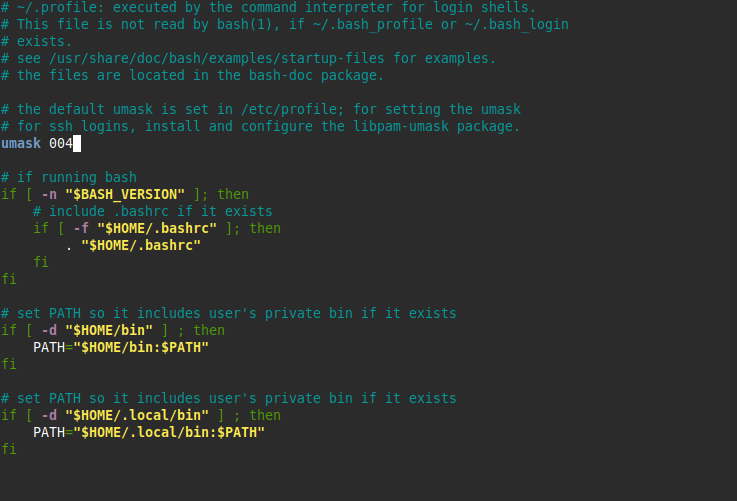 # ~/.profile: executed by the command interpreter for login shells.
# This file is not read by bash(1), if ~/.bash_profile or ~/.bash_login
# exists.
# see /usr/share/doc/bash/examples/startup-files for examples.
# the files are located in the bash-doc package.

# the default umask is set in /etc/profile; for setting the umask
# for ssh logins, install and configure the libpam-umask package.
umask 004

# if running bash
if [ -n "$BASH_VERSION" ]; then
    # include .bashrc if it exists
    if [ -f "$HOME/.bashrc" ]; then
        . "$HOME/.bashrc"
    fi
fi

# set PATH so it includes user's private bin if it exists
if [ -d "$HOME/bin" ] ; then
    PATH="$HOME/bin:$PATH"
fi

# set PATH so it includes user's private bin if it exists
if [ -d "$HOME/.local/bin" ] ; then
    PATH="$HOME/.local/bin:$PATH"
fi